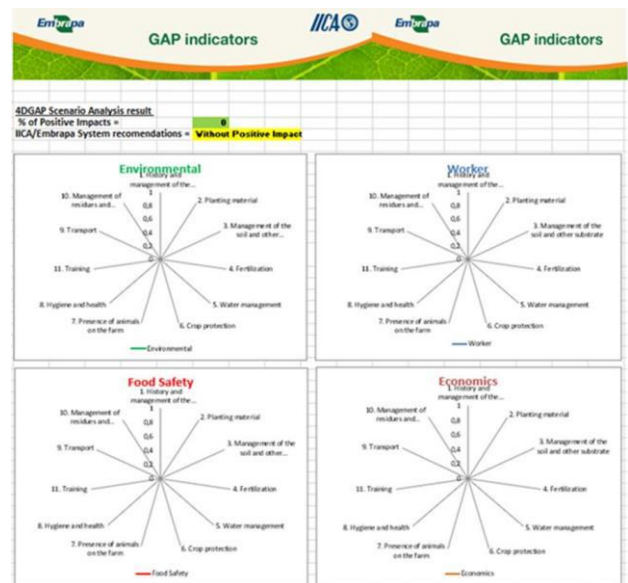 Embrapa
GAP indicators
IICA
Embrapa
GAP indicators
4DGAP Scenario Analysis result
% of Positive Impacts = 0
IICA/Embrapa System recomendations = Without Positive Impact
Environmental
1. History and
management of the...
1
0,8
0,6
0,4
0,2
0
2. Planting material
3. Management of the
soil and other...
4. Fertilization
5. Water management
6. Crop protection
7. Presence of animals
on the farm
8. Hygiene and health
11. Training
9. Transport
10. Management of
residues and...
Environmental
Worker
1. History and
management of the...
1
0,8
0,6
0,4
0,2
0
2. Planting material
3. Management of the
soil and other substrate
4. Fertilization
5. Water management
6. Crop protection
7. Presence of animals
on the farm
8. Hygiene and health
11. Training
9. Transport
10. Management of
residues and...
Worker
Food Safety
1. History and
management of the...
1
0,8
0,6
0,4
0,2
0
2. Planting material
3. Management of the
soil and other...
4. Fertilization
5. Water management
6. Crop protection
7. Presence of animals
on the farm
8. Hygiene and health
11. Training
9. Transport
10. Management of
residues and...
Food Safety
Economics
1. History and
management of the...
1
0,8
0,6
0,4
0,2
0
2. Planting material
3. Management of the
soil and other substrate
4. Fertilization
5. Water management
6. Crop protection
7. Presence of animals
on the farm
8. Hygiene and health
11. Training
9. Transport
10. Management of
residues and...
Economics